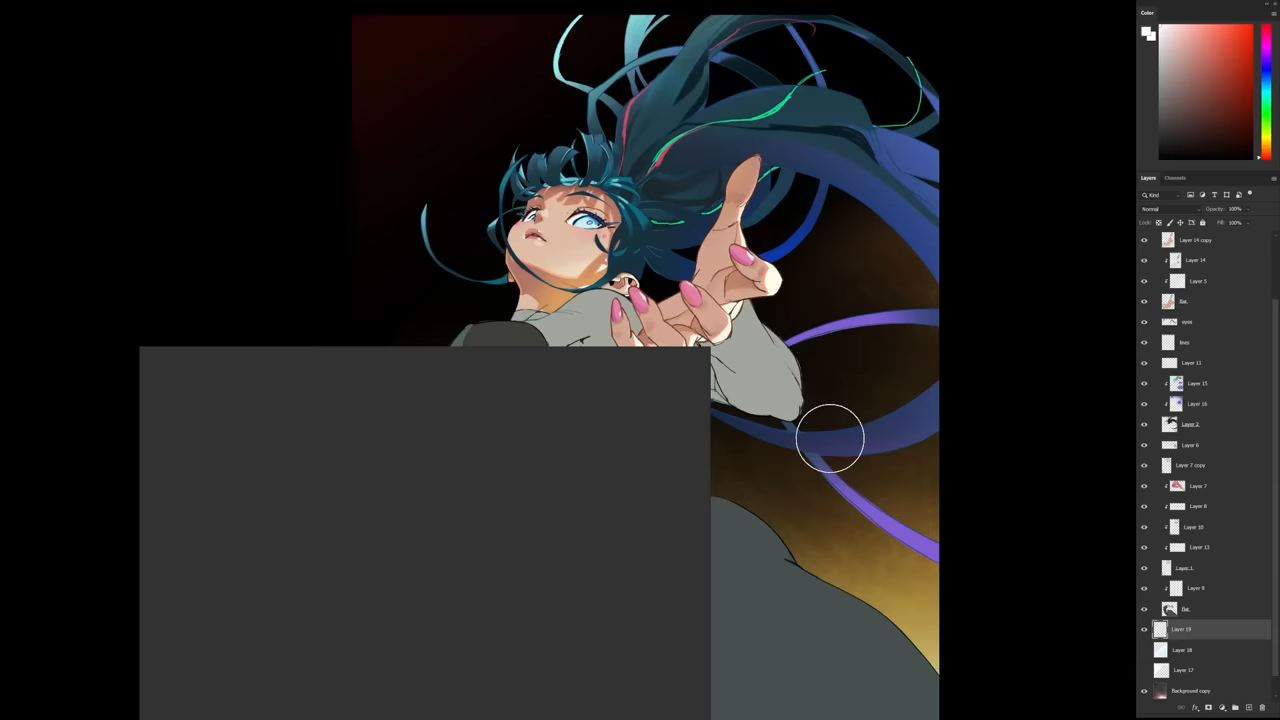 Color
Layers Channels
Kind
Normal Opacity: 100%
Lock: Fill: 100%
Layer 14 copy
Layer 14
Layer 5
flat
eyes
lines
Layer 11
Layer 15
Layer 16
Layer 2
Layer 6
Layer 7 copy
Layer 7
Layer 8
Layer 10
Layer 13
Layer 1
Layer 9
flat
Layer 19
Layer 18
Layer 17
Background copy